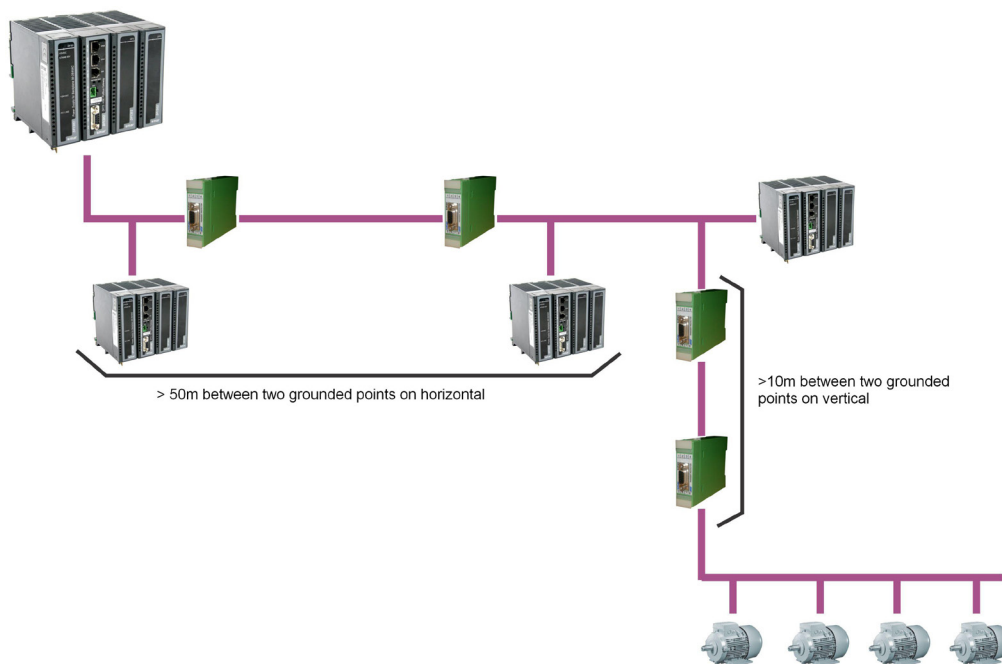 > 50m between two grounded points on horizontal
>10m between two grounded
points on vertical